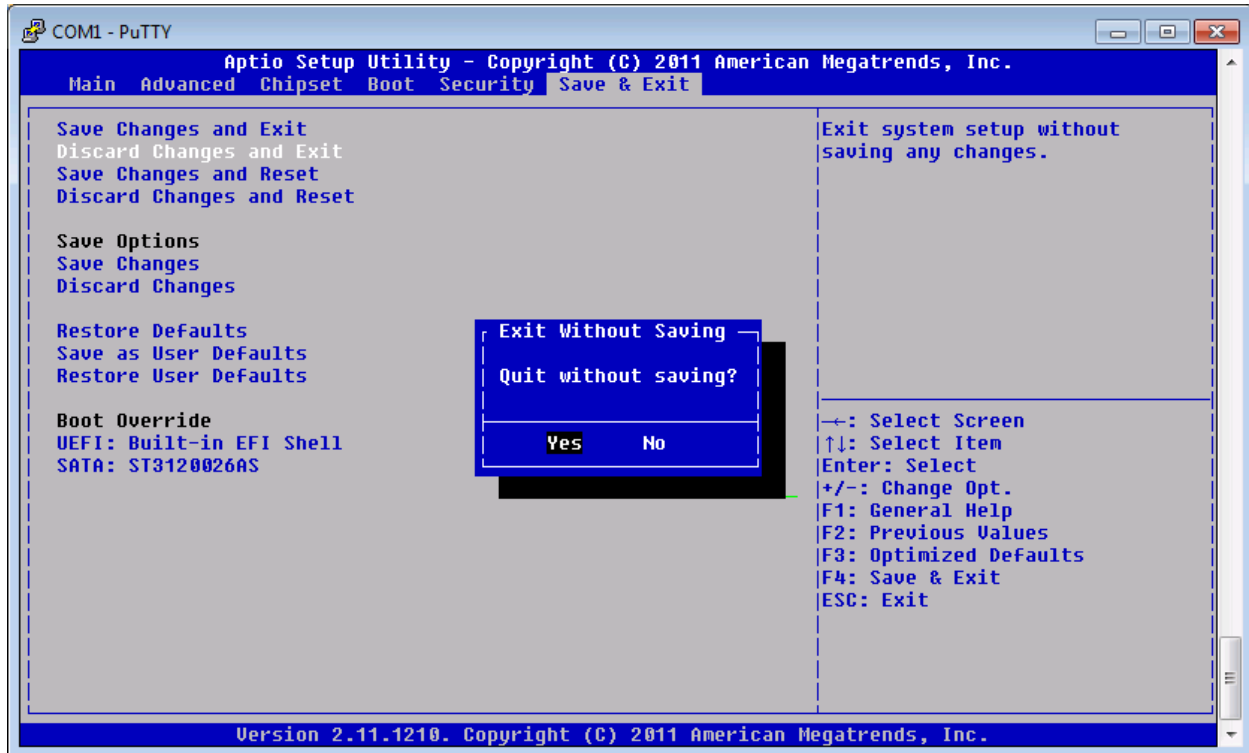 COM1 - PuTTY
Aptio Setup Utility - Copyright (C) 2011 American Megatrends, Inc.
Main Advanced Chipset Boot Security Save & Exit
Save Changes and Exit
Discard Changes and Exit
Save Changes and Reset
Discard Changes and Reset
Save Options
Save Changes
Discard Changes
Restore Defaults
Save as User Defaults
Restore User Defaults
Boot Override
UEFI: Built-in EFI Shell
SATA: ST3120026AS
Exit Without Saving
Quit without saving?
Yes No
Exit system setup without
saving any changes.
→←: Select Screen
↑↓: Select Item
Enter: Select
+/-: Change Opt.
F1: General Help
F2: Previous Values
F3: Optimized Defaults
F4: Save & Exit
ESC: Exit
Version 2.11.1210. Copyright (C) 2011 American Megatrends, Inc.